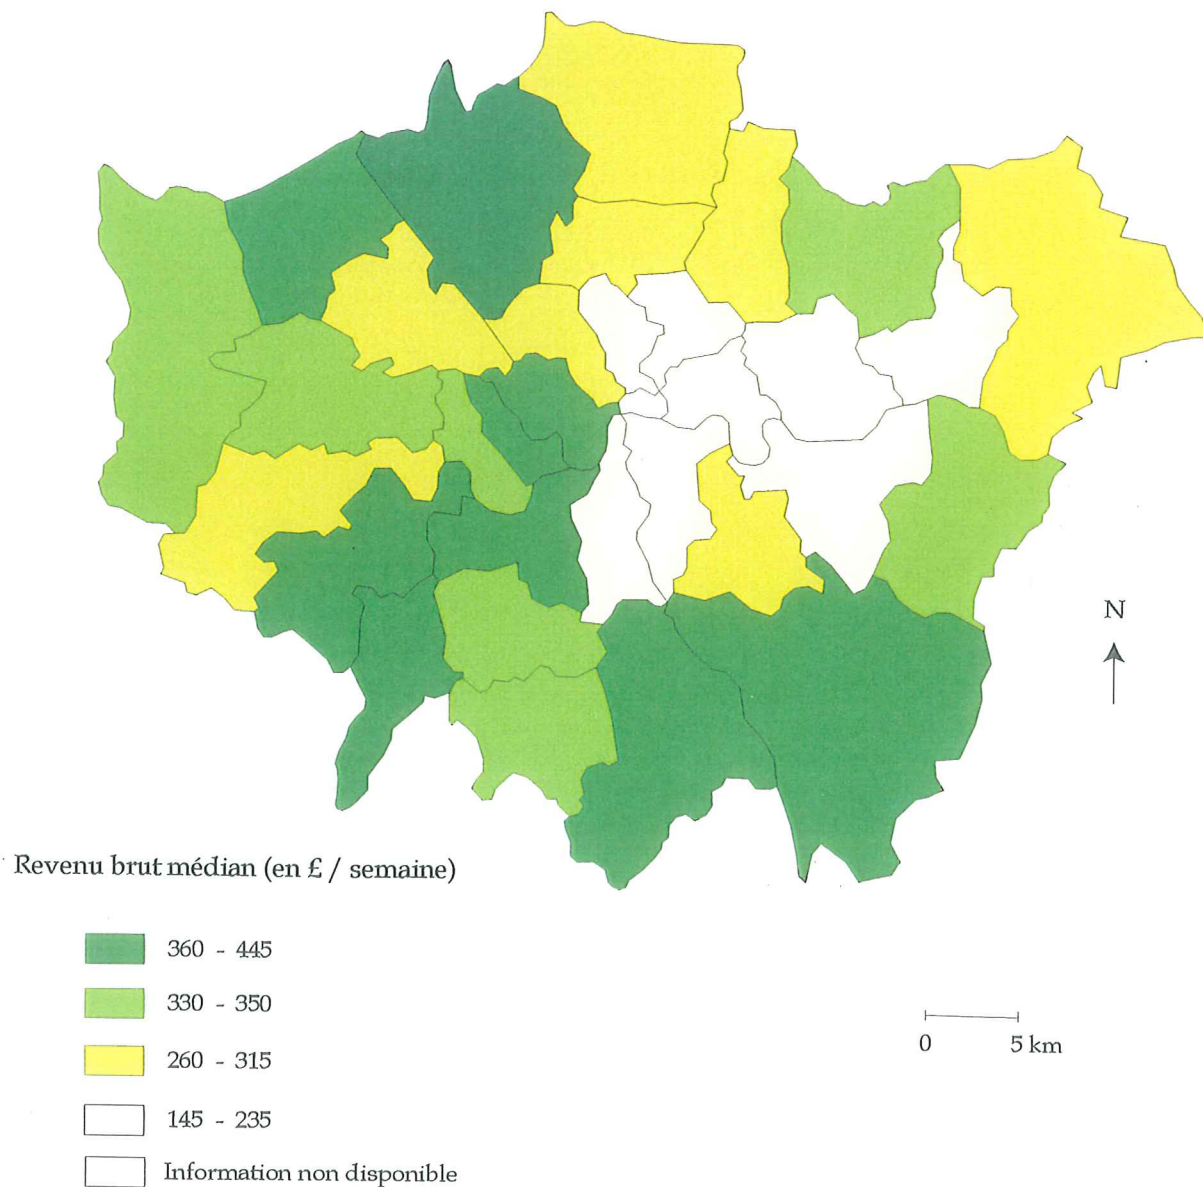 N
Revenu brut médian (en £ / semaine)
360 - 445
330 - 350
260 - 315
145 - 235
Information non disponible
0 5 km